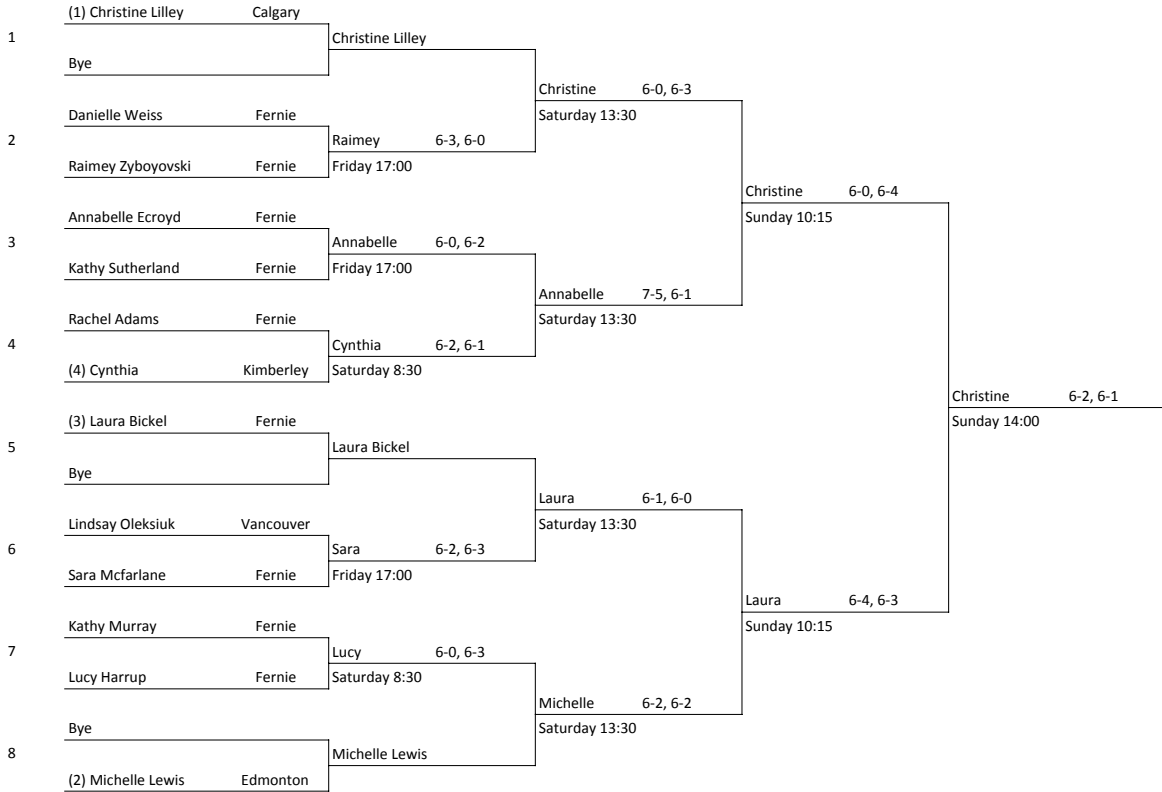 (1) Christine Lilley Calgary
1
Christine Lilley
Bye
Christine 6-0, 6-3
Danielle Weiss Fernie
Saturday 13:30
2
Raimey 6-3, 6-0
Raimey Zyboyovski Fernie
Friday 17:00
Christine 6-0, 6-4
Annabelle Ecroyd Fernie
Sunday 10:15
3
Annabelle 6-0, 6-2
Kathy Sutherland Fernie
Friday 17:00
Annabelle 7-5, 6-1
Rachel Adams Fernie
Saturday 13:30
4
Cynthia 6-2, 6-1
(4) Cynthia Kimberley
Saturday 8:30
Christine 6-2, 6-1
(3) Laura Bickel Fernie
Sunday 14:00
5
Laura Bickel
Bye
Laura 6-1, 6-0
Lindsay Oleksiuk Vancouver
Saturday 13:30
6
Sara 6-2, 6-3
Sara Mcfarlane Fernie
Friday 17:00
Laura 6-4, 6-3
Kathy Murray Fernie
Sunday 10:15
7
Lucy 6-0, 6-3
Lucy Harrup Fernie
Saturday 8:30
Michelle 6-2, 6-2
Bye
Saturday 13:30
8
Michelle Lewis
(2) Michelle Lewis Edmonton